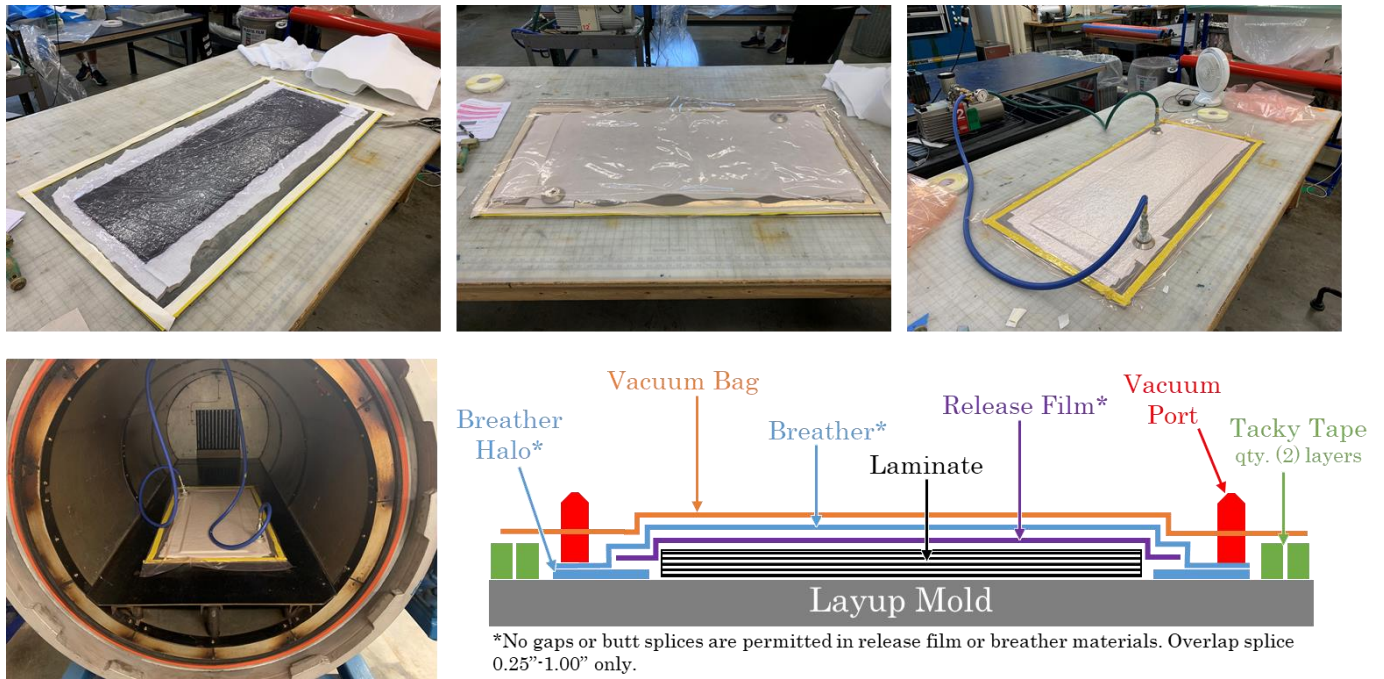 Vacuum Bag
Breather
Halo*
Breather*
Release Film*
Laminate
Vacuum
Port
Tacky Tape
qty. (2) layers
Layup Mold
*No gaps or butt splices are permitted in release film or breather materials. Overlap splice
0.25”-1.00” only.